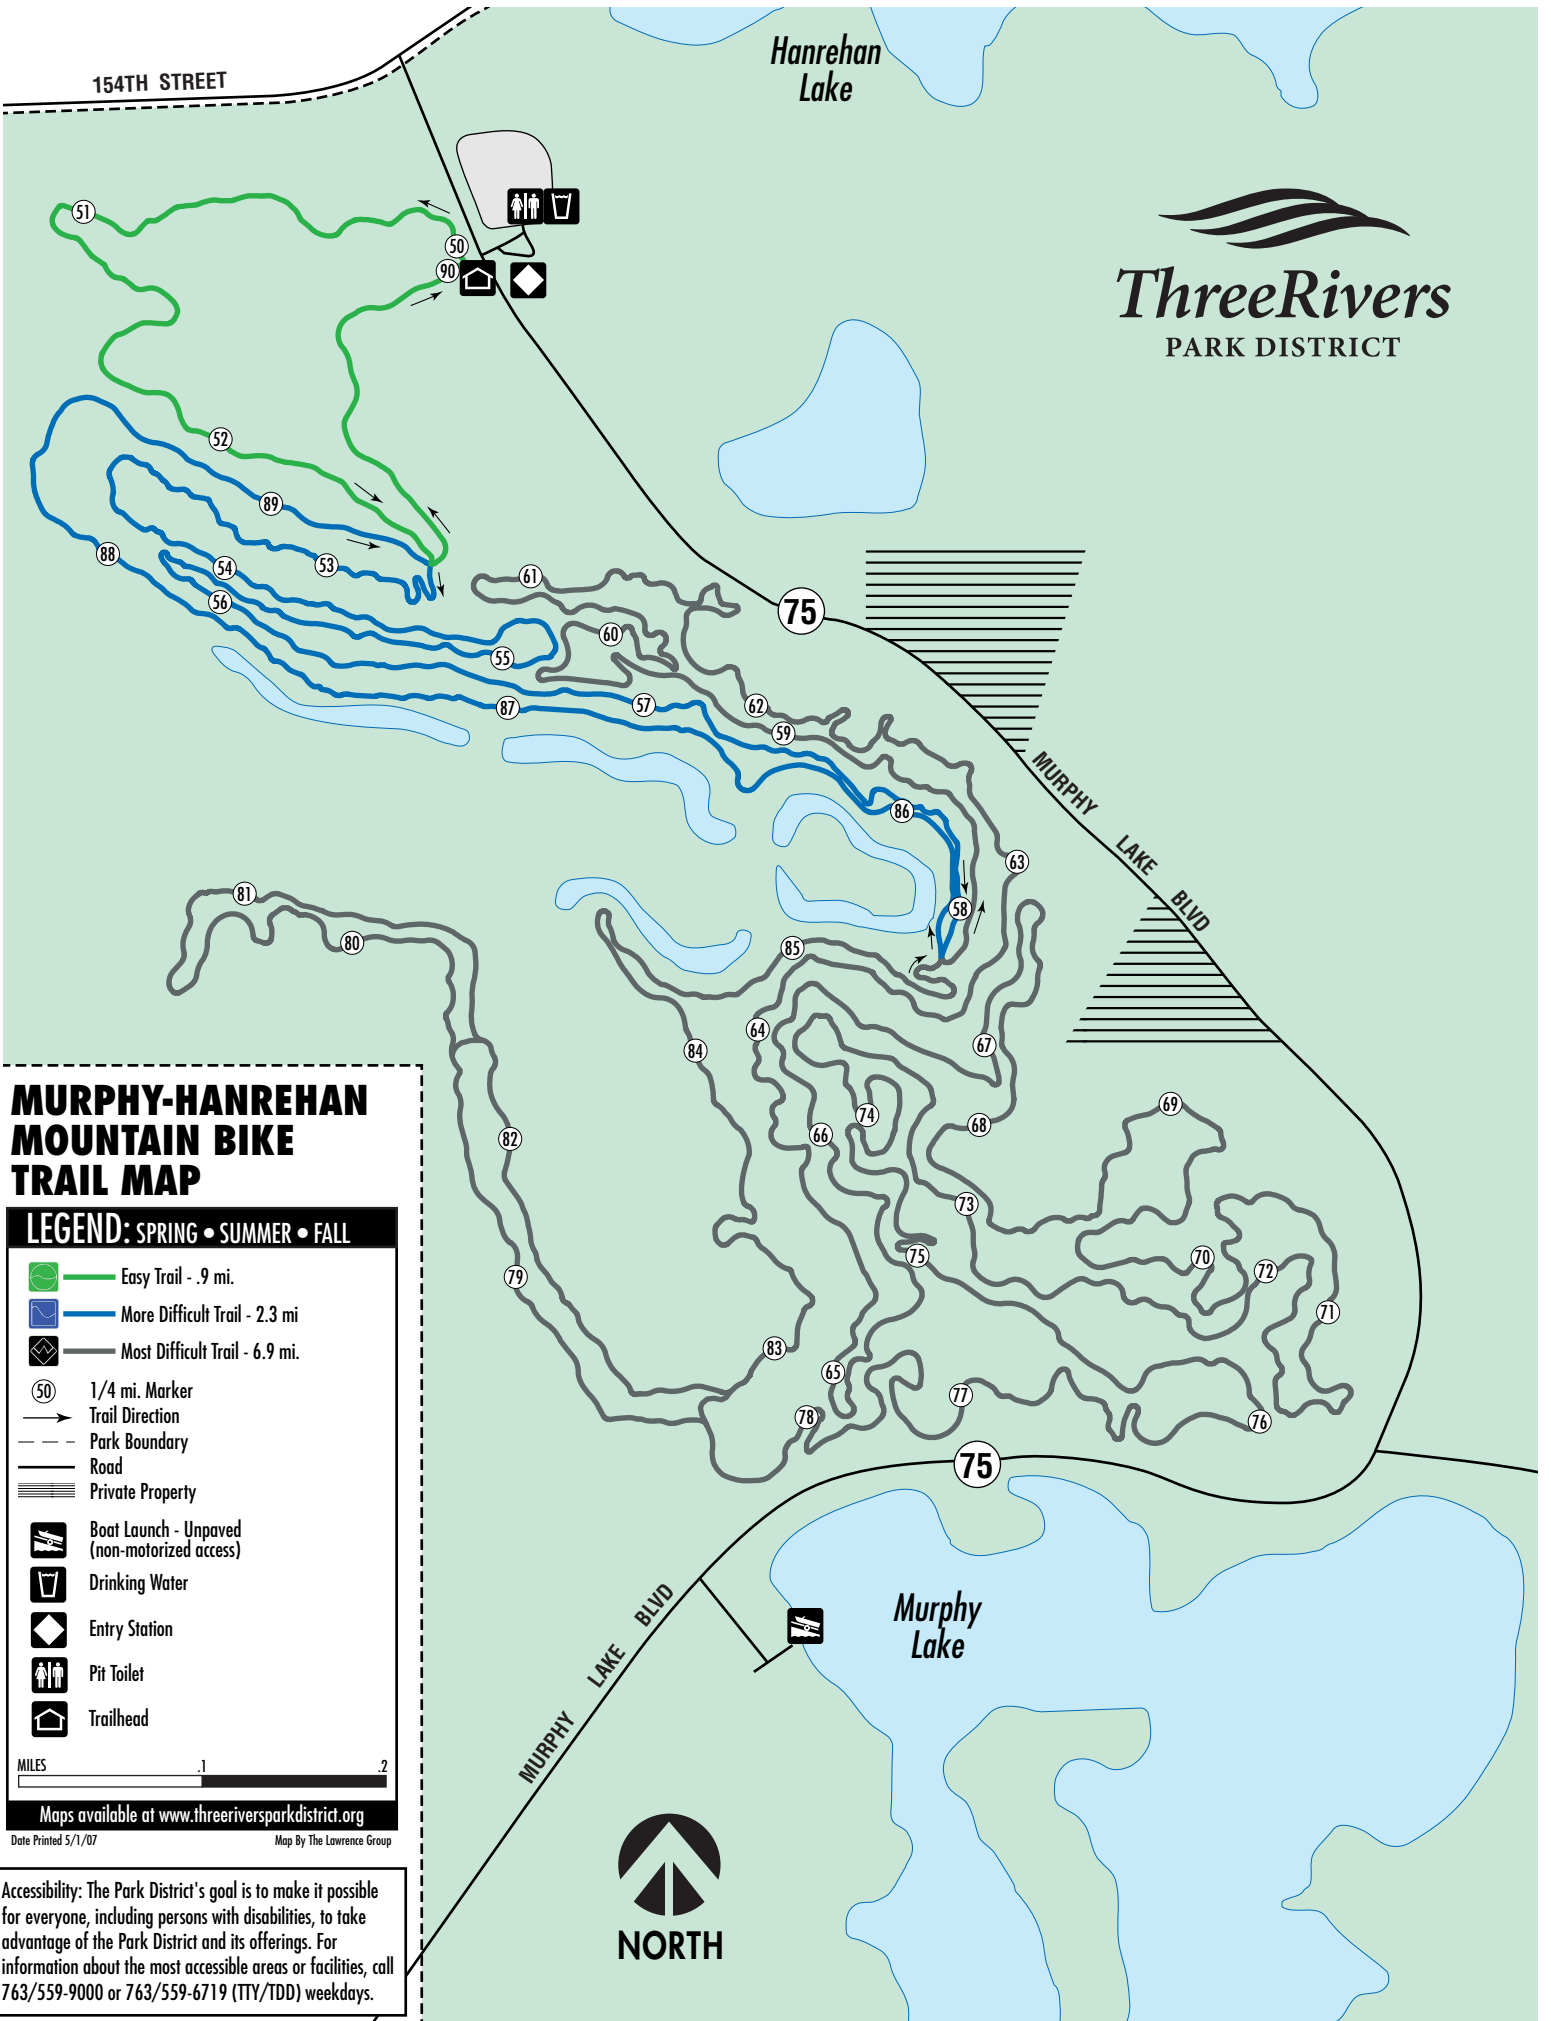 154TH STREET
Hanrehan
Lake
ThreeRivers
PARK DISTRICT
51
50
90
52
89
53
88
54
56
61
60
55
75
57
87
62
59
86
63
58
81
80
85
64
84
67
74
66
68
69
82
73
75
70
72
79
71
83
65
77
78
76
75
MURPHY LAKE BLVD
MURPHY-HANREHAN
MOUNTAIN BIKE
TRAIL MAP
LEGEND: SPRING • SUMMER • FALL
Easy Trail - .9 mi.
More Difficult Trail - 2.3 mi
Most Difficult Trail - 6.9 mi.
50 1/4 mi. Marker
Trail Direction
Park Boundary
Road
Private Property
Boat Launch - Unpaved
(non-motorized access)
Drinking Water
Entry Station
Pit Toilet
Trailhead
MILES .1 .2
Maps available at www.threeriversparkdistrict.org
Date Printed 5/1/07 Map By The Lawrence Group
Accessibility: The Park District's goal is to make it possible
for everyone, including persons with disabilities, to take
advantage of the Park District and its offerings. For
information about the most accessible areas or facilities, call
763/559-9000 or 763/559-6719 (TTY/TDD) weekdays.
MURPHY LAKE BLVD
Murphy
Lake
NORTH